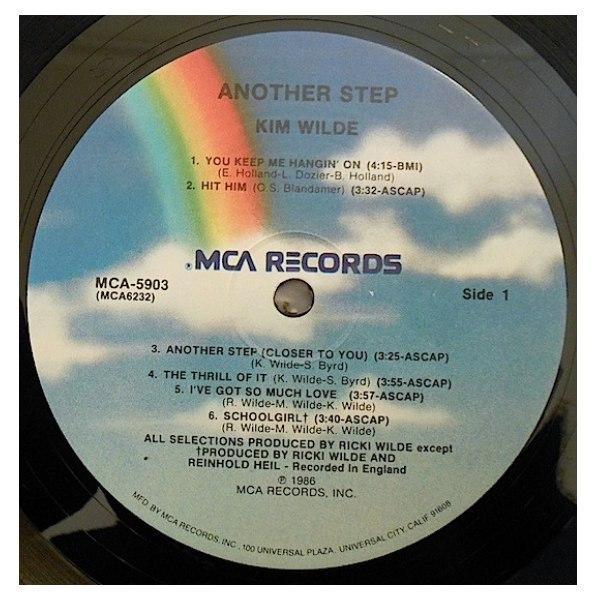 ANOTHER STEP
KIM WILDE
1. YOU KEEP ME HANGIN' ON (4:15-BMI)
(E. Holland-L. Dozier-B. Holland)
2. HIT HIM (O.S. Blandamer) (3:32-ASCAP)
® MCA RECORDS
MCA-5903
(MCA6232)
Side 1
3. ANOTHER STEP (CLOSER TO YOU) (3:25-ASCAP)
(K. Wilde-S. Byrd)
4. THE THRILL OF IT (K. Wilde-S. Byrd) (3:55-ASCAP)
5. I'VE GOT SO MUCH LOVE (3:57-ASCAP)
(R. Wilde-M. Wilde-K. Wilde)
6. SCHOOLGIRL† (3:40-ASCAP)
(R. Wilde-M. Wilde-K. Wilde)
ALL SELECTIONS PRODUCED BY RICKI WILDE except
†PRODUCED BY RICKI WILDE AND
REINHOLD HEIL - Recorded In England
℗ 1986
MCA RECORDS, INC.
MFD. BY MCA RECORDS, INC., 100 UNIVERSAL PLAZA, UNIVERSAL CITY, CALIF. 91608